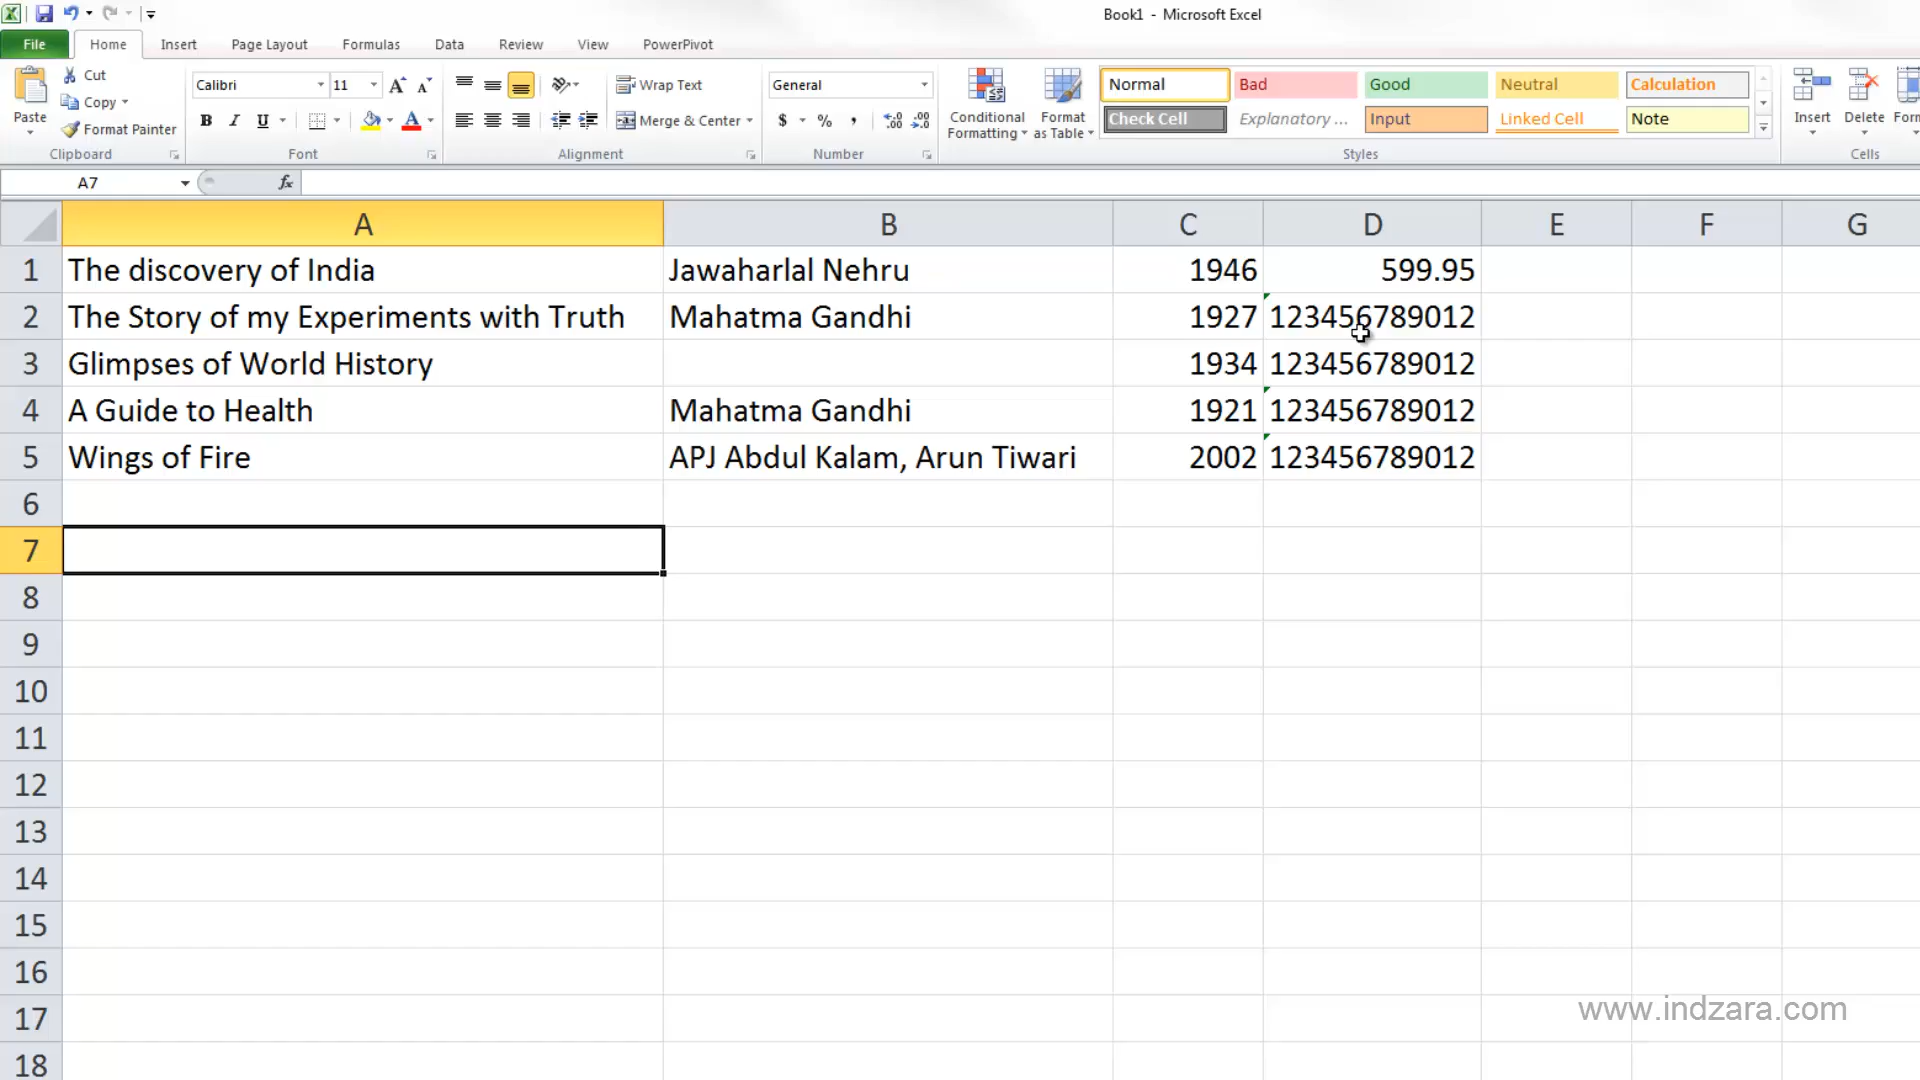 Book1 - Microsoft Excel
File Home Insert Page Layout Formulas Data Review View PowerPivot
Paste
Cut
Copy
Format Painter
Clipboard
Calibri 11
B I U
Font
Wrap Text
Merge & Center
Alignment
General
$ % ,
Number
Conditional Formatting
Format as Table
Normal Bad Good Neutral Calculation
Check Cell Explanatory ... Input Linked Cell Note
Styles
Insert Delete Form
Cells
A7 fx
A B C D E F G
1 The discovery of India Jawaharlal Nehru 1946 599.95
2 The Story of my Experiments with Truth Mahatma Gandhi 1927 123456789012
3 Glimpses of World History 1934 123456789012
4 A Guide to Health Mahatma Gandhi 1921 123456789012
5 Wings of Fire APJ Abdul Kalam, Arun Tiwari 2002 123456789012
6
7
8
9
10
11
12
13
14
15
16
17
18
www.indzara.com